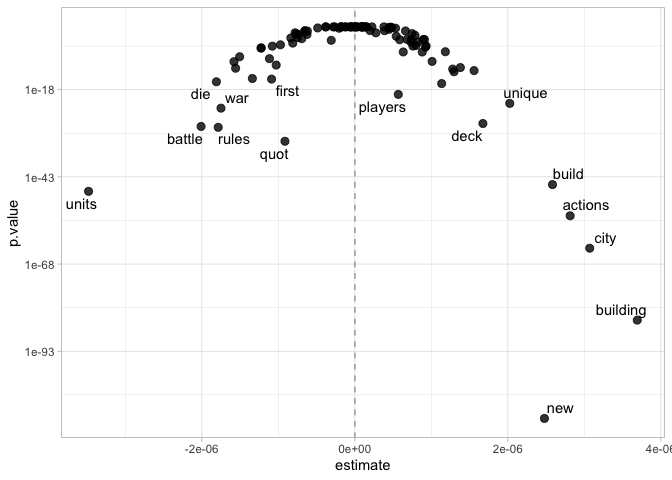 1e-18
1e-43
1e-68
1e-93
p.value
die
war
first
players
unique
deck
battle
rules
quot
units
build
actions
city
building
new
-2e-06
0e+00
2e-06
4e-06
estimate